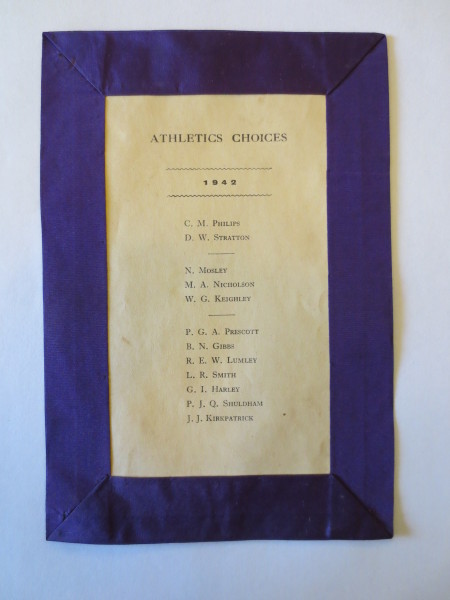 ATHLETICS CHOICES
1942
C. M. PHILIPS
D. W. STRATTON
N. MOSLEY
M. A. NICHOLSON
W. G. KEIGHLEY
P. G. A. PRESCOTT
B. N. GIBBS
R. E. W. LUMLEY
L. R. SMITH
G. I. HARLEY
P. J. Q. SHULDHAM
J. J. KIRKPATRICK